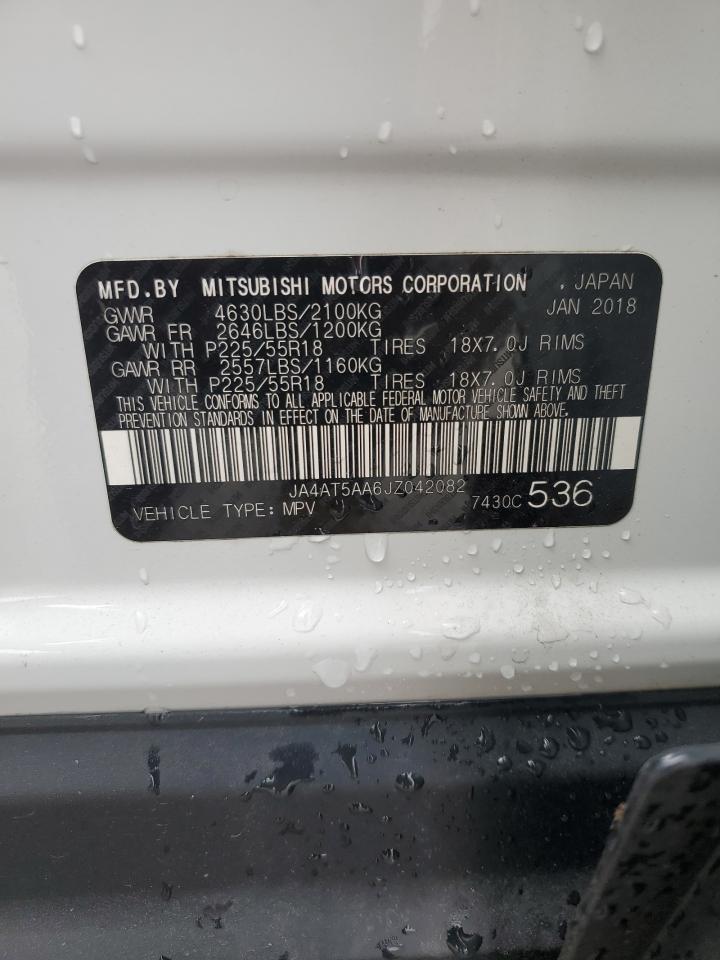 MFD.BY MITSUBISHI MOTORS CORPORATION , JAPAN
GVWR 4630LBS/2100KG JAN 2018
GAWR FR 2646LBS/1200KG
WITH P225/55R18 TIRES 18X7.0J RIMS
GAWR RR 2557LBS/1160KG
WITH P225/55R18 TIRES 18X7.0J RIMS
THIS VEHICLE CONFORMS TO ALL APPLICABLE FEDERAL MOTOR VEHICLE SAFETY AND THEFT
PREVENTION STANDARDS IN EFFECT ON THE DATE OF MANUFACTURE SHOWN ABOVE.
JA4AT5AA6JZ042082
VEHICLE TYPE: MPV 7430C 536